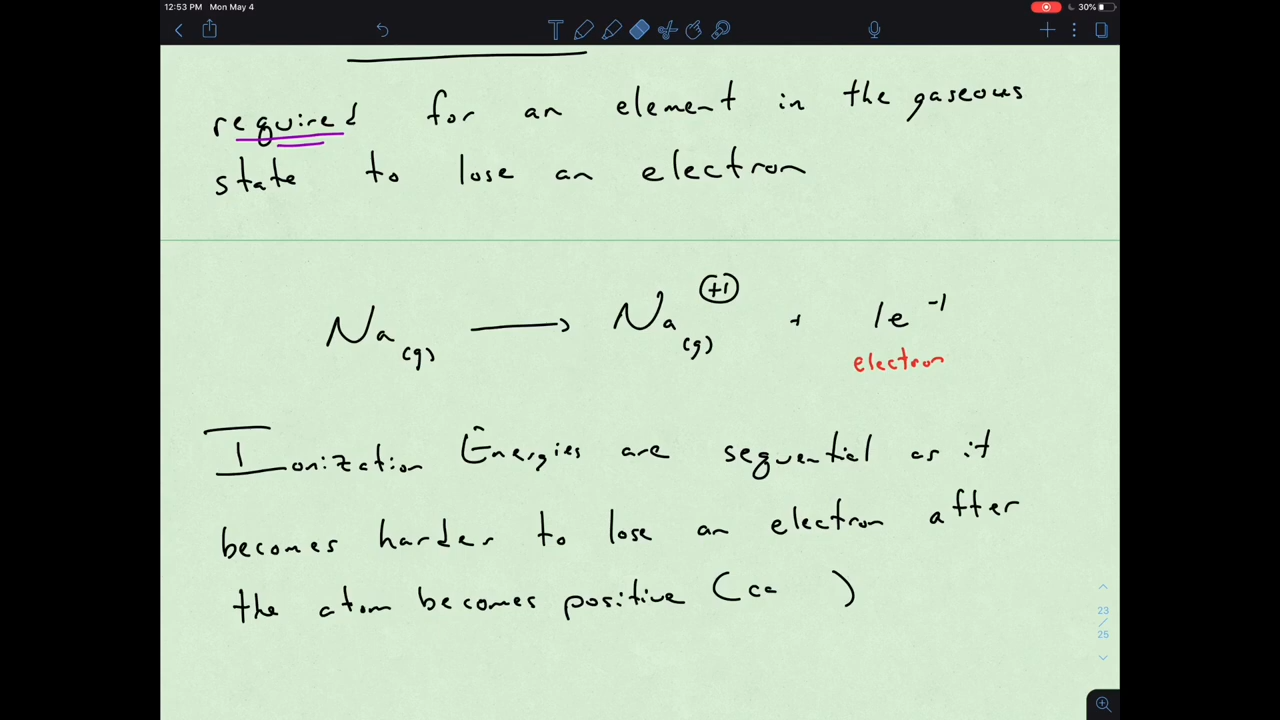 12:53 PM Mon May 4
30%
required for an element in the gaseous
state to lose an electron
Na(g) → Na(g)+1 + 1e-1
electron
Ionization Energies are sequential as it
becomes harder to lose an electron after
the atom becomes positive (ca )
23
/
25